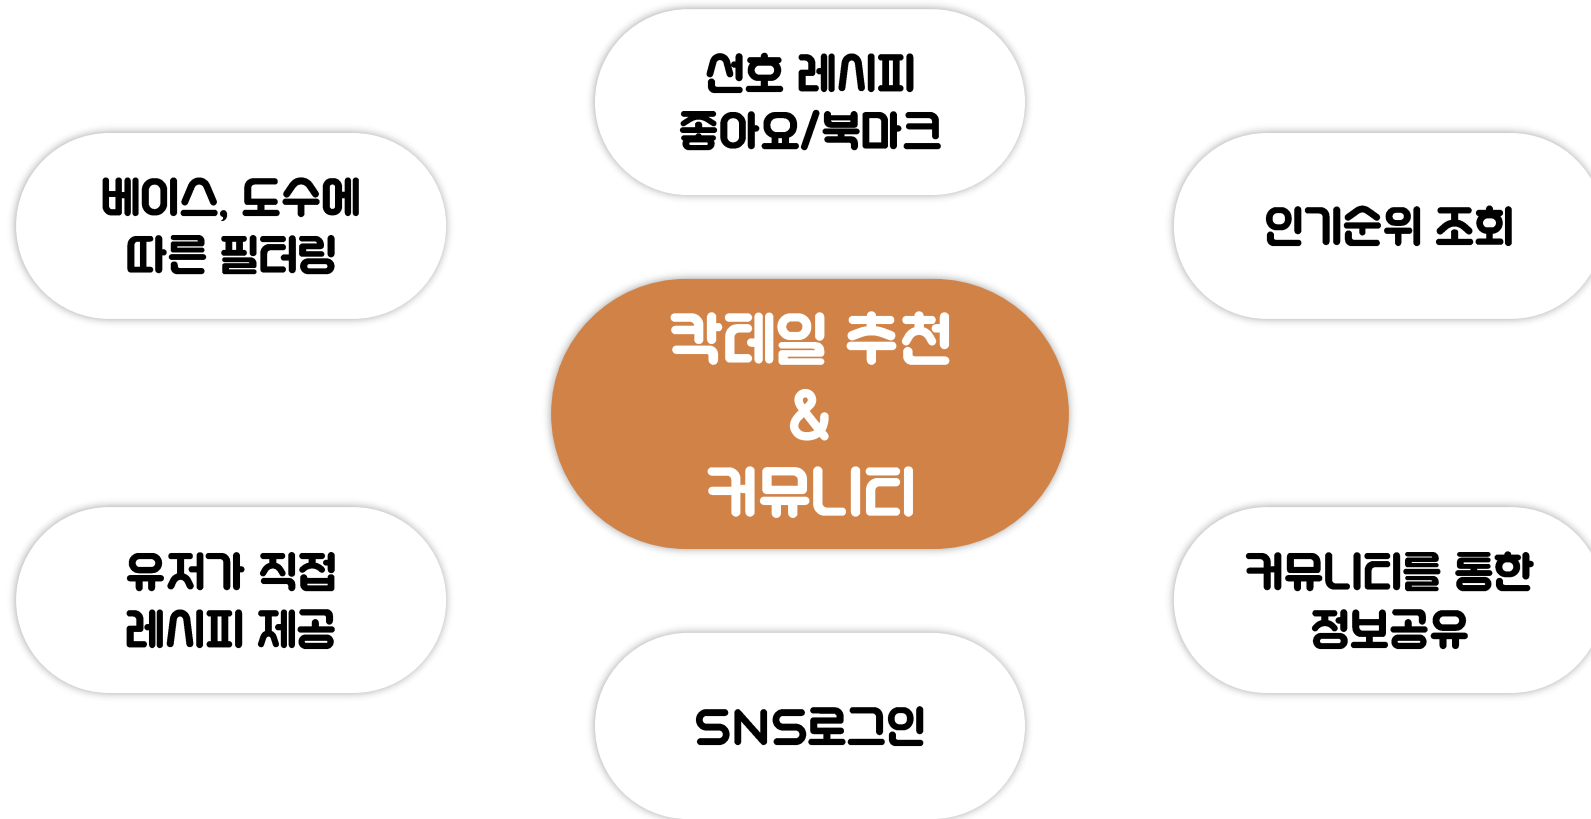 선호 레시피
좋아요/북마크
베이스, 도수에
따른 필터링
인기순위 조회
칵테일 추천
&
커뮤니티
유저가 직접
레시피 제공
커뮤니티를 통한
정보공유
SNS로그인